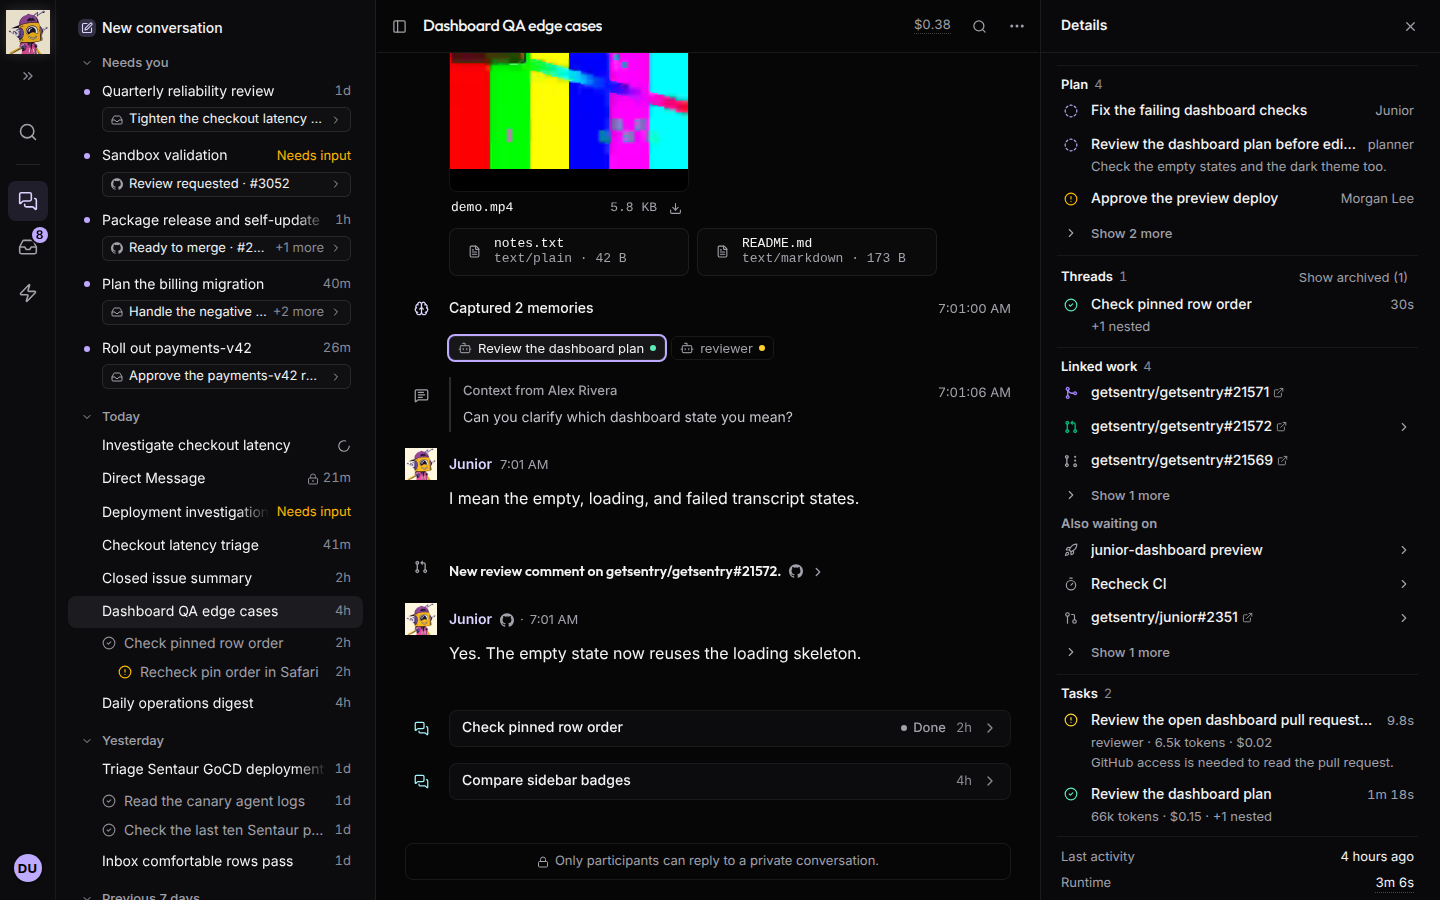 New conversation
Needs you
Quarterly reliability review 1d
Tighten the checkout latency ...
Sandbox validation Needs input
Review requested · #3052
Package release and self-update 1h
Ready to merge · #2... +1 more
Plan the billing migration 40m
Handle the negative ... +2 more
Roll out payments-v42 26m
Approve the payments-v42 r...
Today
Investigate checkout latency
Direct Message 21m
Deployment investigation Needs input
Checkout latency triage 41m
Closed issue summary 2h
Dashboard QA edge cases 4h
Check pinned row order 2h
Recheck pin order in Safari 2h
Daily operations digest 4h
Yesterday
Triage Sentaur GoCD deployment 1d
Read the canary agent logs 1d
Check the last ten Sentaur p... 1d
Inbox comfortable rows pass 1d
Previous 7 days
8
DU
Dashboard QA edge cases $0.38
demo.mp4 5.8 KB
notes.txt
text/plain · 42 B
README.md
text/markdown · 173 B
Captured 2 memories 7:01:00 AM
Review the dashboard plan
reviewer
Context from Alex Rivera 7:01:06 AM
Can you clarify which dashboard state you mean?
Junior 7:01 AM
I mean the empty, loading, and failed transcript states.
New review comment on getsentry/getsentry#21572.
Junior · 7:01 AM
Yes. The empty state now reuses the loading skeleton.
Check pinned row order Done 2h
Compare sidebar badges 4h
Only participants can reply to a private conversation.
Details
Plan 4
Fix the failing dashboard checks Junior
Review the dashboard plan before edi... planner
Check the empty states and the dark theme too.
Approve the preview deploy Morgan Lee
Show 2 more
Threads 1 Show archived (1)
Check pinned row order 30s
+1 nested
Linked work 4
getsentry/getsentry#21571
getsentry/getsentry#21572
getsentry/getsentry#21569
Show 1 more
Also waiting on
junior-dashboard preview
Recheck CI
getsentry/junior#2351
Show 1 more
Tasks 2
Review the open dashboard pull request... 9.8s
reviewer · 6.5k tokens · $0.02
GitHub access is needed to read the pull request.
Review the dashboard plan 1m 18s
66k tokens · $0.15 · +1 nested
Last activity 4 hours ago
Runtime 3m 6s